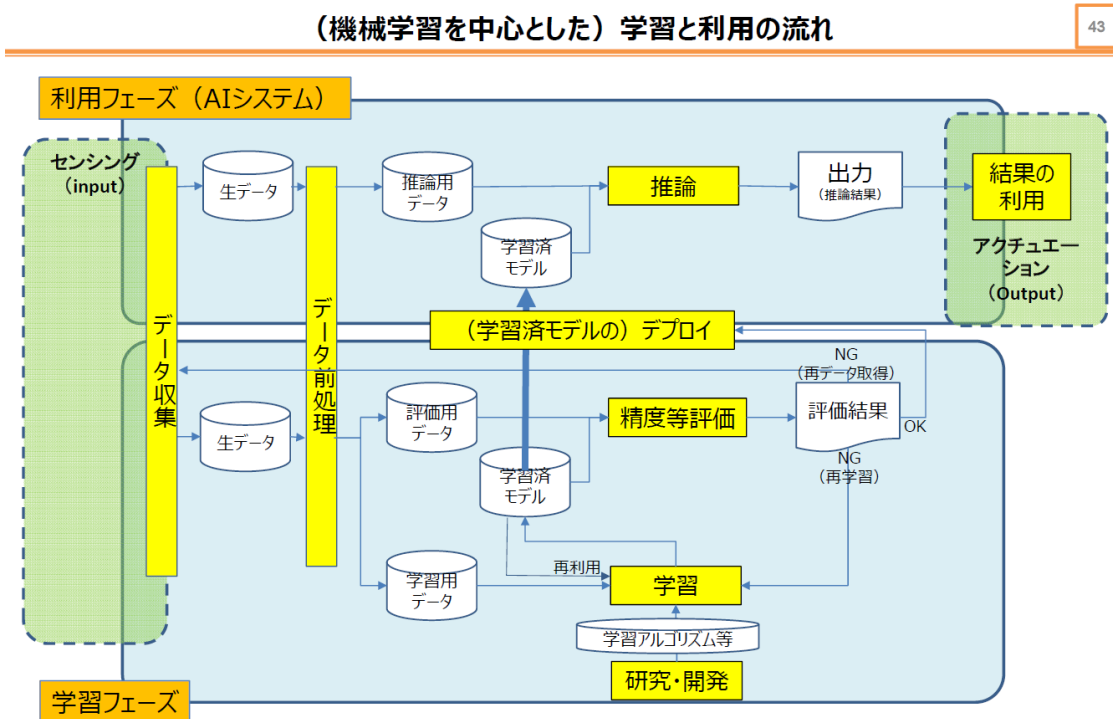 (機械学習を中心とした)学習と利用の流れ
43
利用フェーズ(AIシステム)
センシング
(input)
生データ
推論用
データ
推論
出力
(推論結果)
結果の
利用
学習済
モデル
アクチュエー
ション
(Output)
データ収集
データ前処理
(学習済モデルの)デプロイ
NG
(再データ取得)
生データ
評価用
データ
精度等評価
評価結果
OK
NG
(再学習)
学習済
モデル
再利用
学習用
データ
学習
学習アルゴリズム等
研究・開発
学習フェーズ